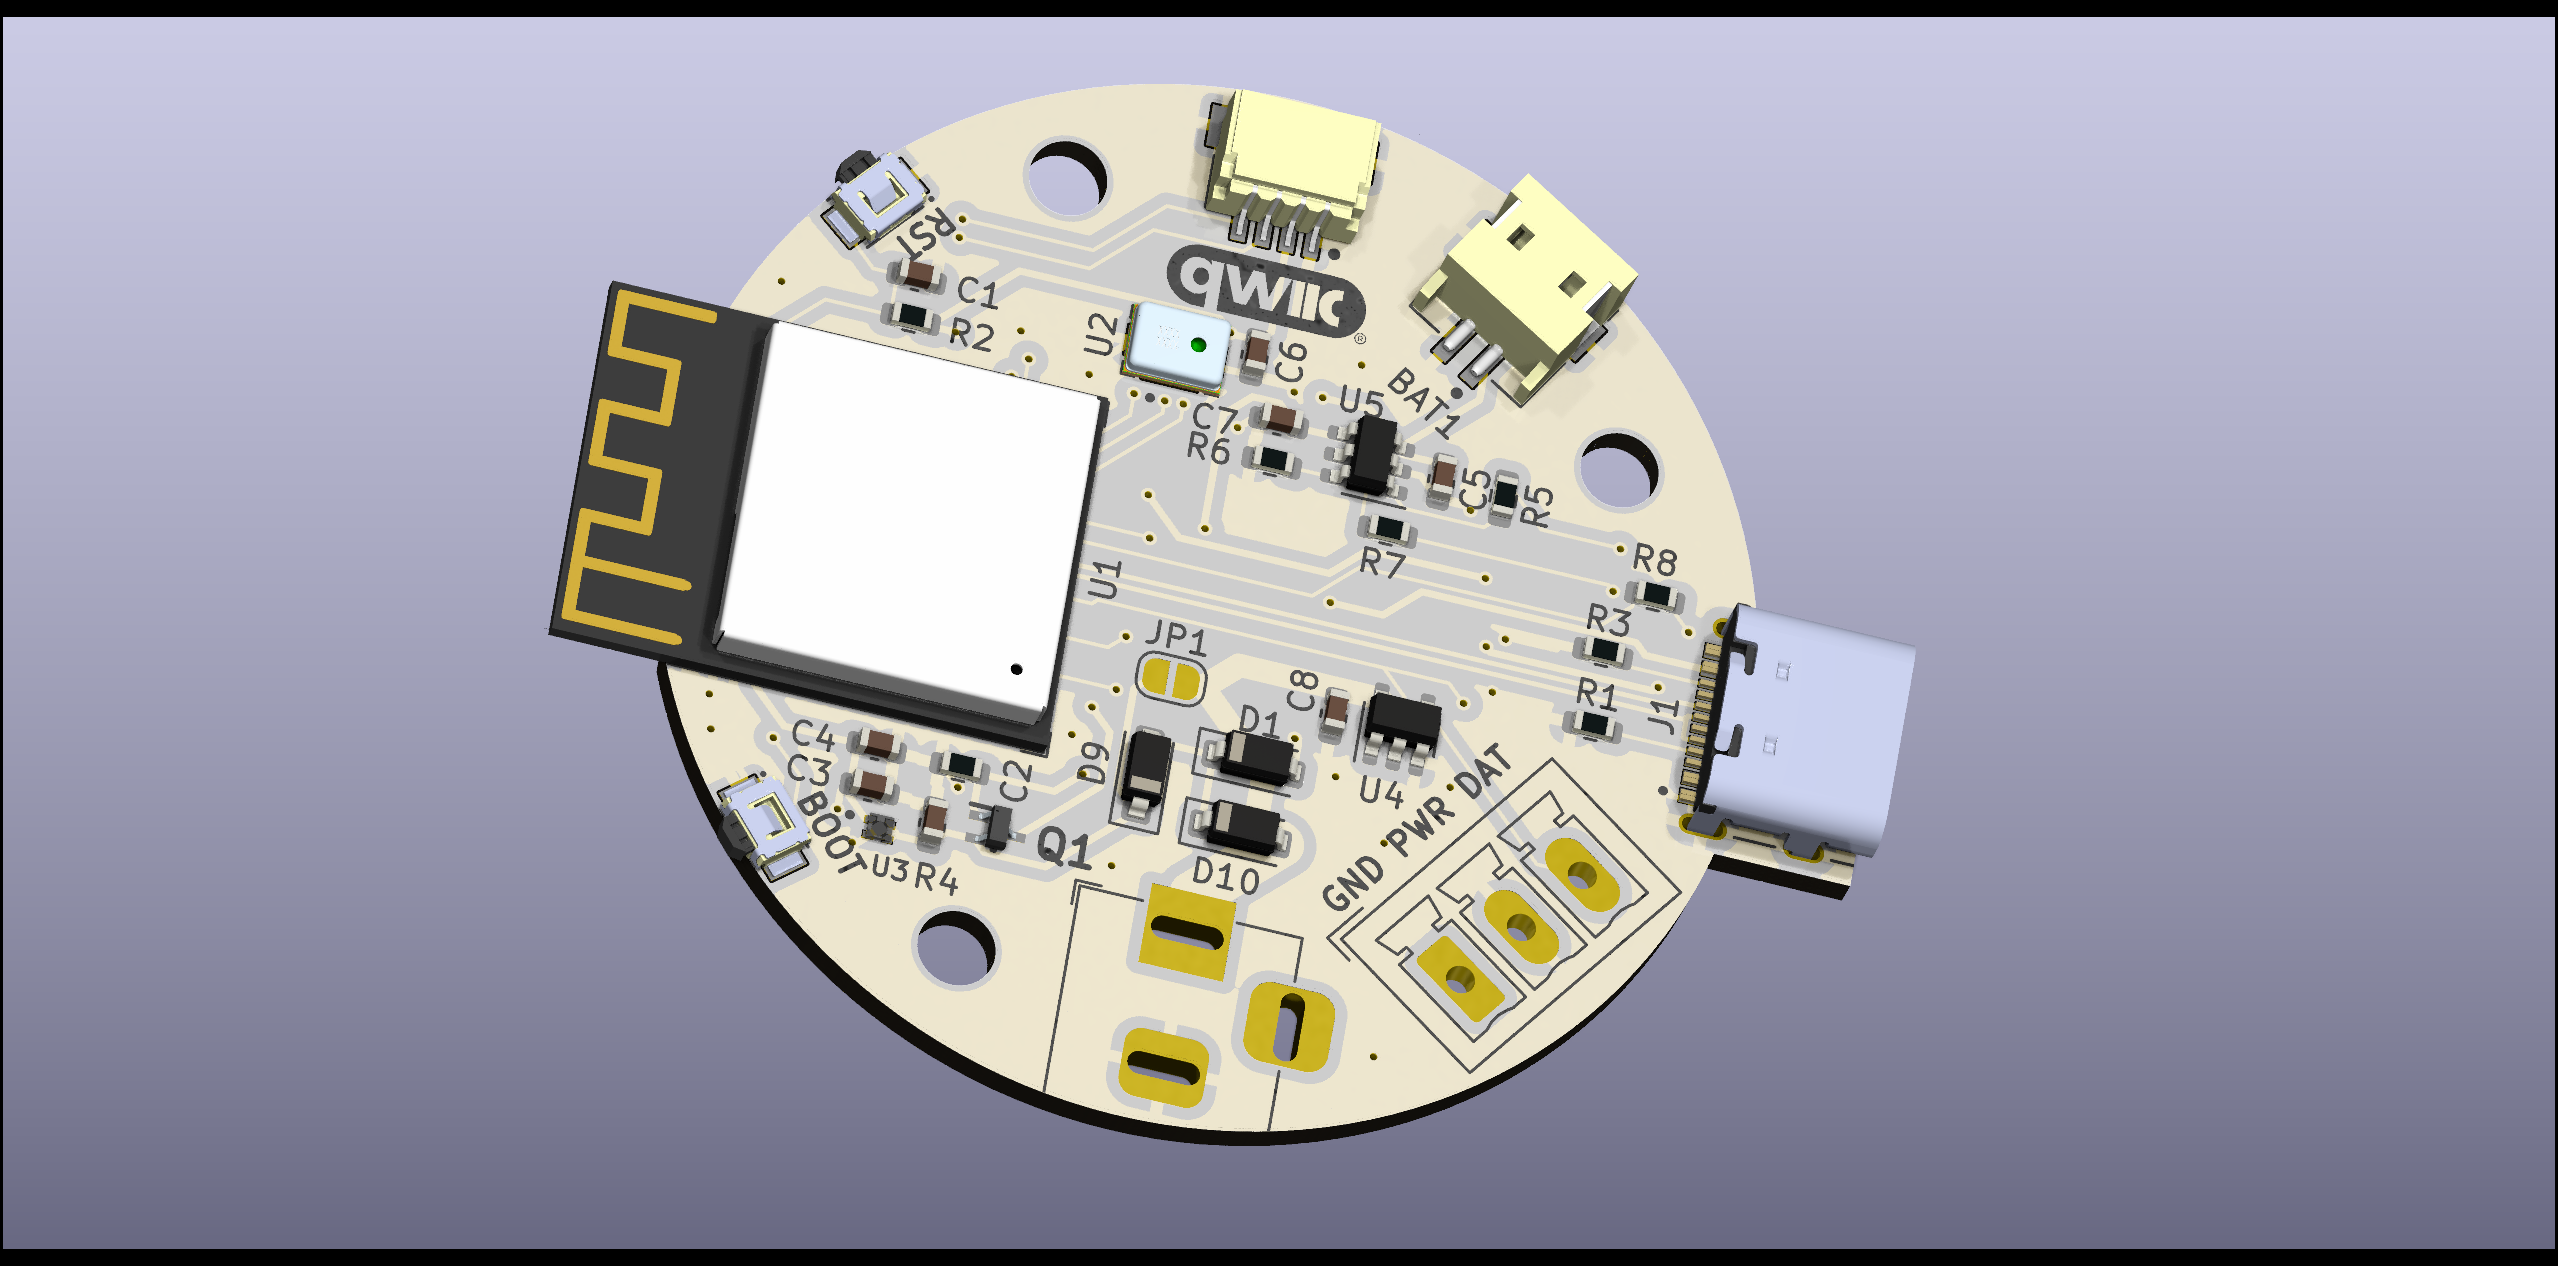 RST
C1
R2
qwiic
®
U2
C6
C7
R6
U5
BAT1
C5
R5
R7
U1
R8
R3
R1
J1
JP1
C8
D1
D9
U4
D10
C4
C3
C2
BOOT
U3
R4
Q1
GND PWR DAT